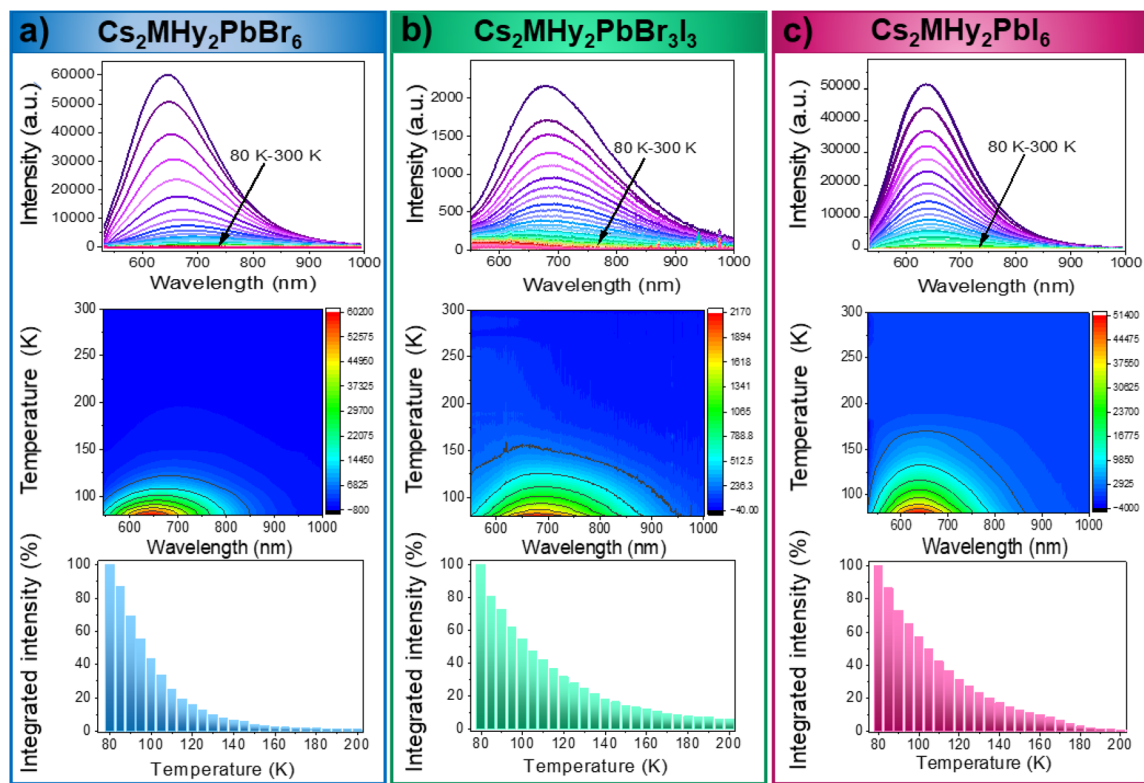 a) Cs₂MHy₂PbBr₆
Intensity (a.u.)
60000
50000
40000
30000
20000
10000
0
80 K-300 K
600 700 800 900 1000
Wavelength (nm)
Temperature (K)
300
250
200
150
100
600 700 800 900 1000
Wavelength (nm)
60200
52575
44950
37325
29700
22075
14450
6825
−800
Integrated intensity (%)
100
80
60
40
20
0
80 100 120 140 160 180 200
Temperature (K)
b) Cs₂MHy₂PbBr₃I₃
Intensity (a.u.)
2000
1500
1000
500
0
80 K-300 K
600 700 800 900 1000
Wavelength (nm)
Temperature (K)
300
250
200
150
100
600 700 800 900 1000
Wavelength (nm)
2170
1894
1618
1341
1065
788.8
512.5
236.3
−40.00
Integrated intensity (%)
100
80
60
40
20
0
80 100 120 140 160 180 200
Temperature (K)
c) Cs₂MHy₂PbI₆
Intensity (a.u.)
50000
40000
30000
20000
10000
0
80 K-300 K
600 700 800 900 1000
Wavelength (nm)
Temperature (K)
300
250
200
150
100
600 700 800 900 1000
Wavelength (nm)
51400
44475
37550
30625
23700
16775
9850
2925
−4000
Integrated intensity (%)
100
80
60
40
20
0
80 100 120 140 160 180 200
Temperature (K)